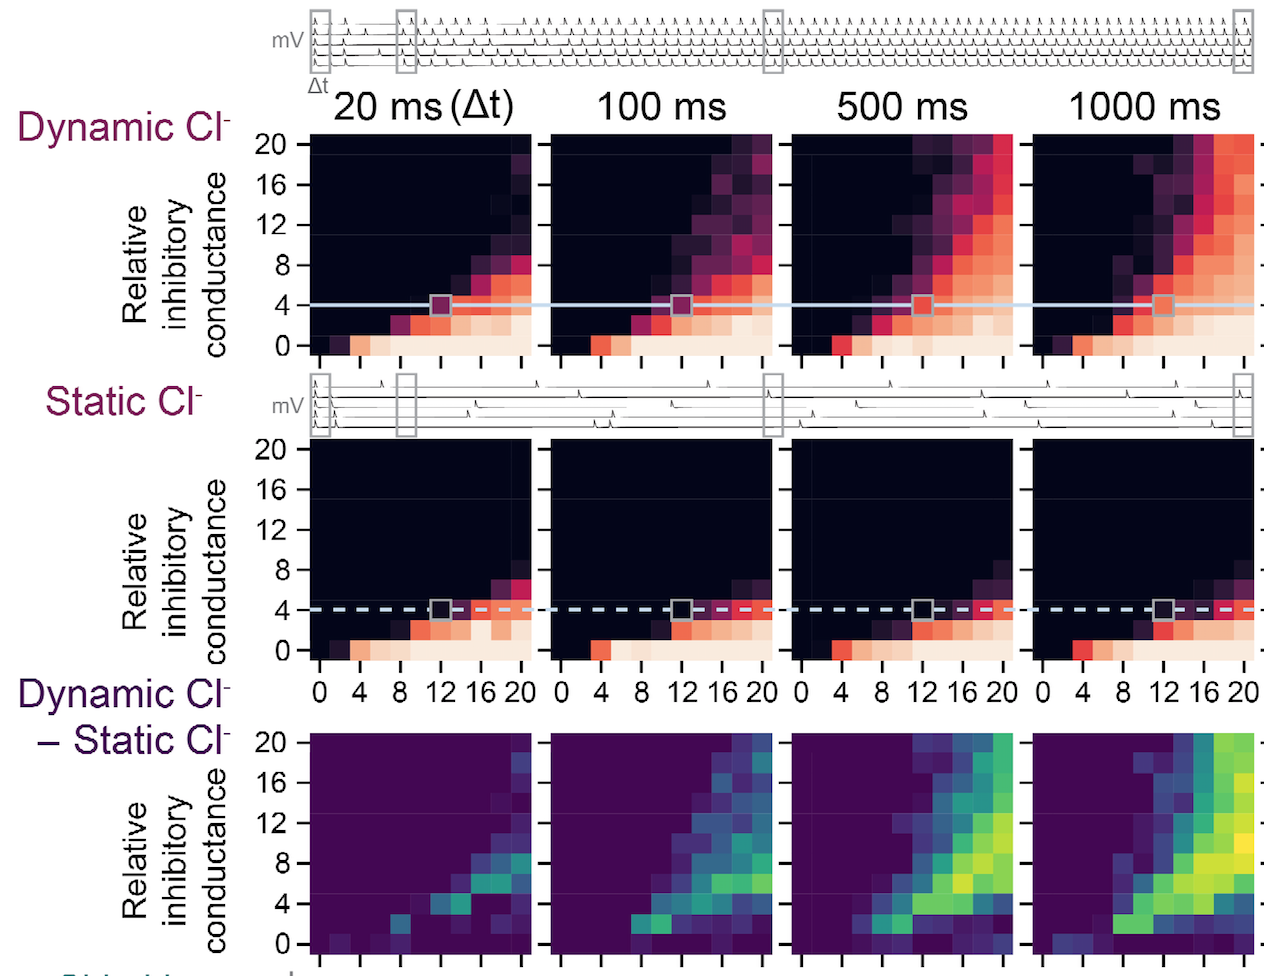 mV
Δt
20 ms (Δt) 100 ms 500 ms 1000 ms
Dynamic Cl-
Relative
inhibitory
conductance
20
16
12
8
4
0
Static Cl-
mV
Relative
inhibitory
conductance
20
16
12
8
4
0
0 4 8 12 16 20 0 4 8 12 16 20 0 4 8 12 16 20 0 4 8 12 16 20
Dynamic Cl-
– Static Cl-
Relative
inhibitory
conductance
20
16
12
8
4
0